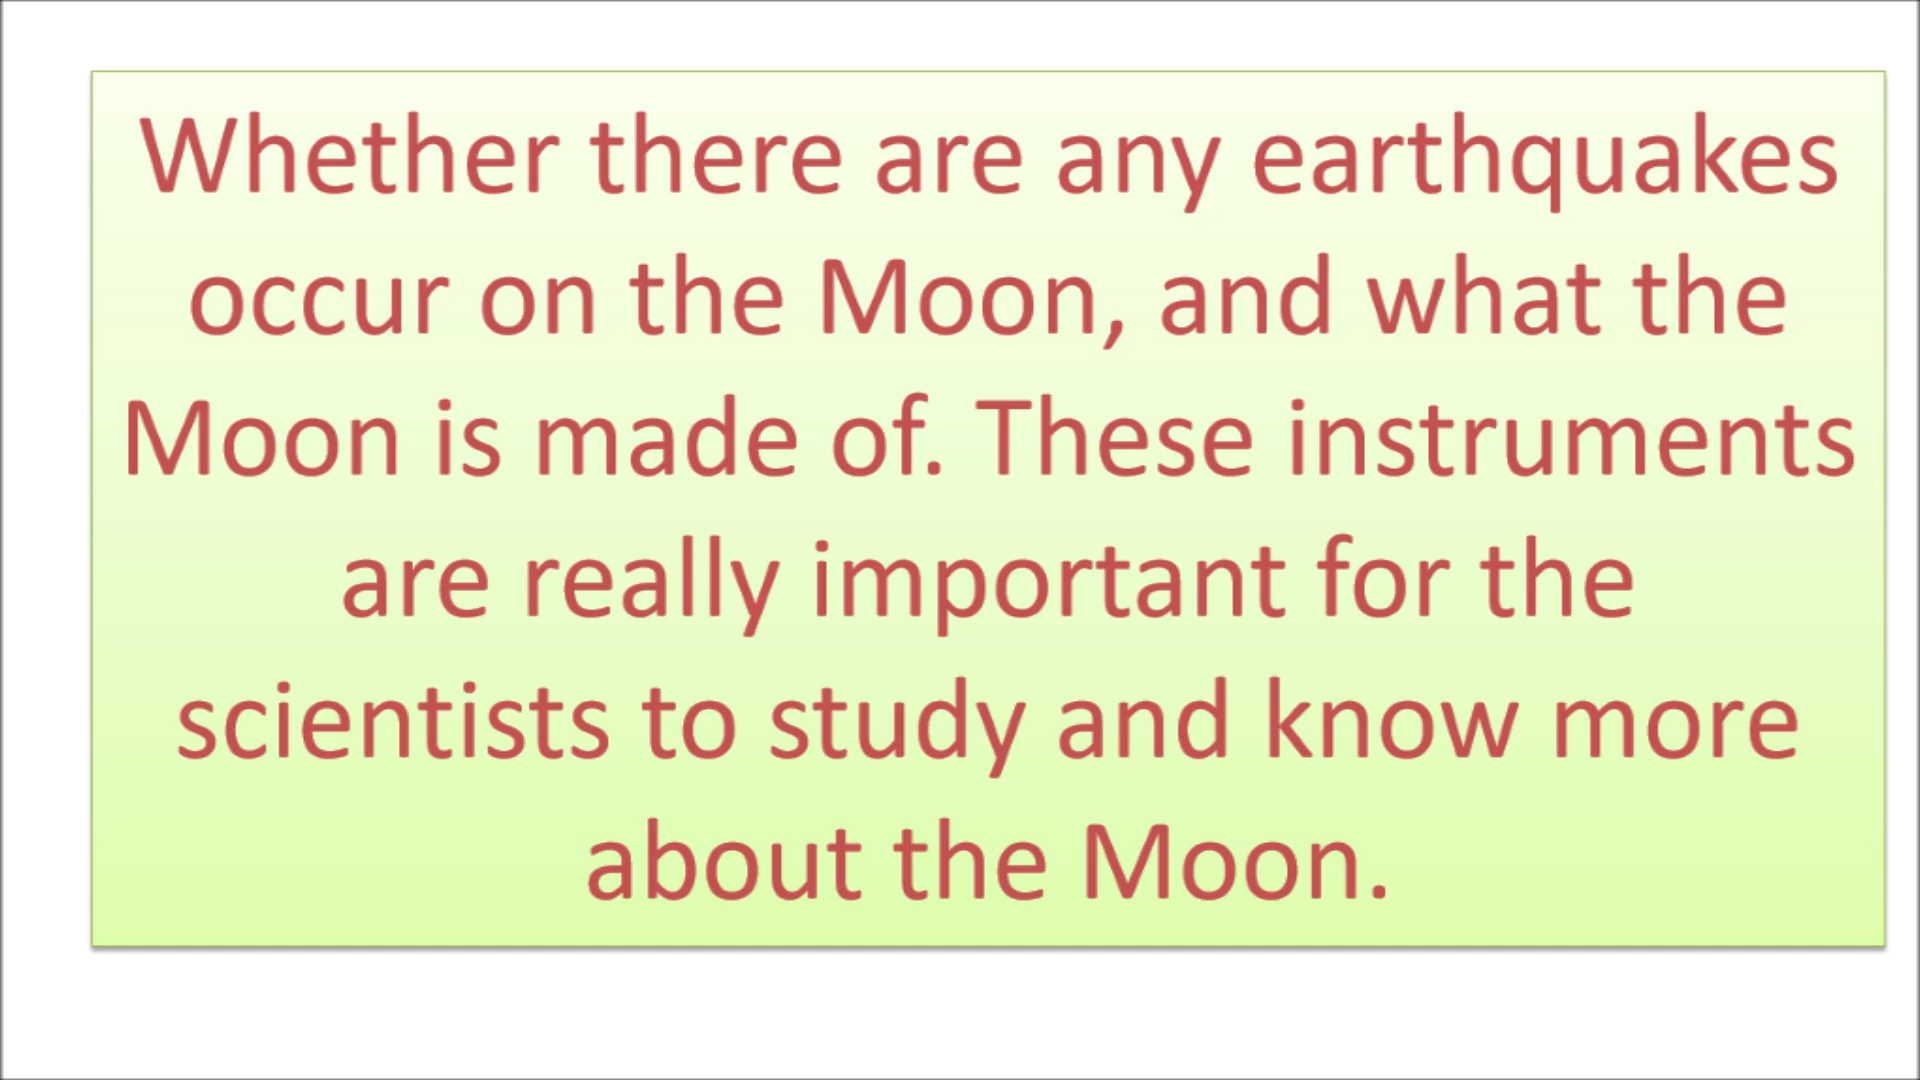 Whether there are any earthquakes
occur on the Moon, and what the
Moon is made of. These instruments
are really important for the
scientists to study and know more
about the Moon.